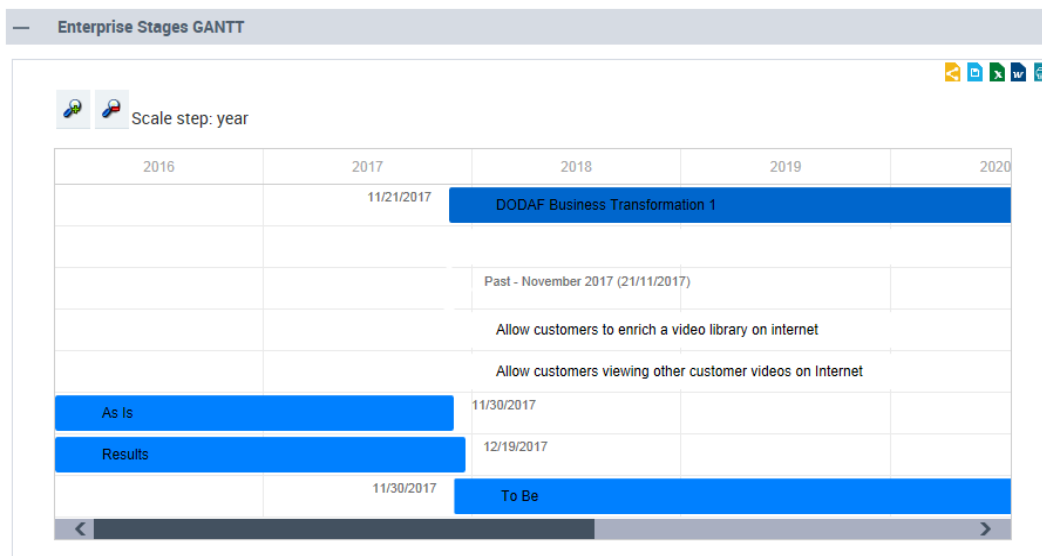 Enterprise Stages GANTT
Scale step: year
2016 2017 2018 2019 2020
11/21/2017 DODAF Business Transformation 1
Past - November 2017 (21/11/2017)
Allow customers to enrich a video library on internet
Allow customers viewing other customer videos on Internet
As Is 11/30/2017
Results 12/19/2017
11/30/2017 To Be